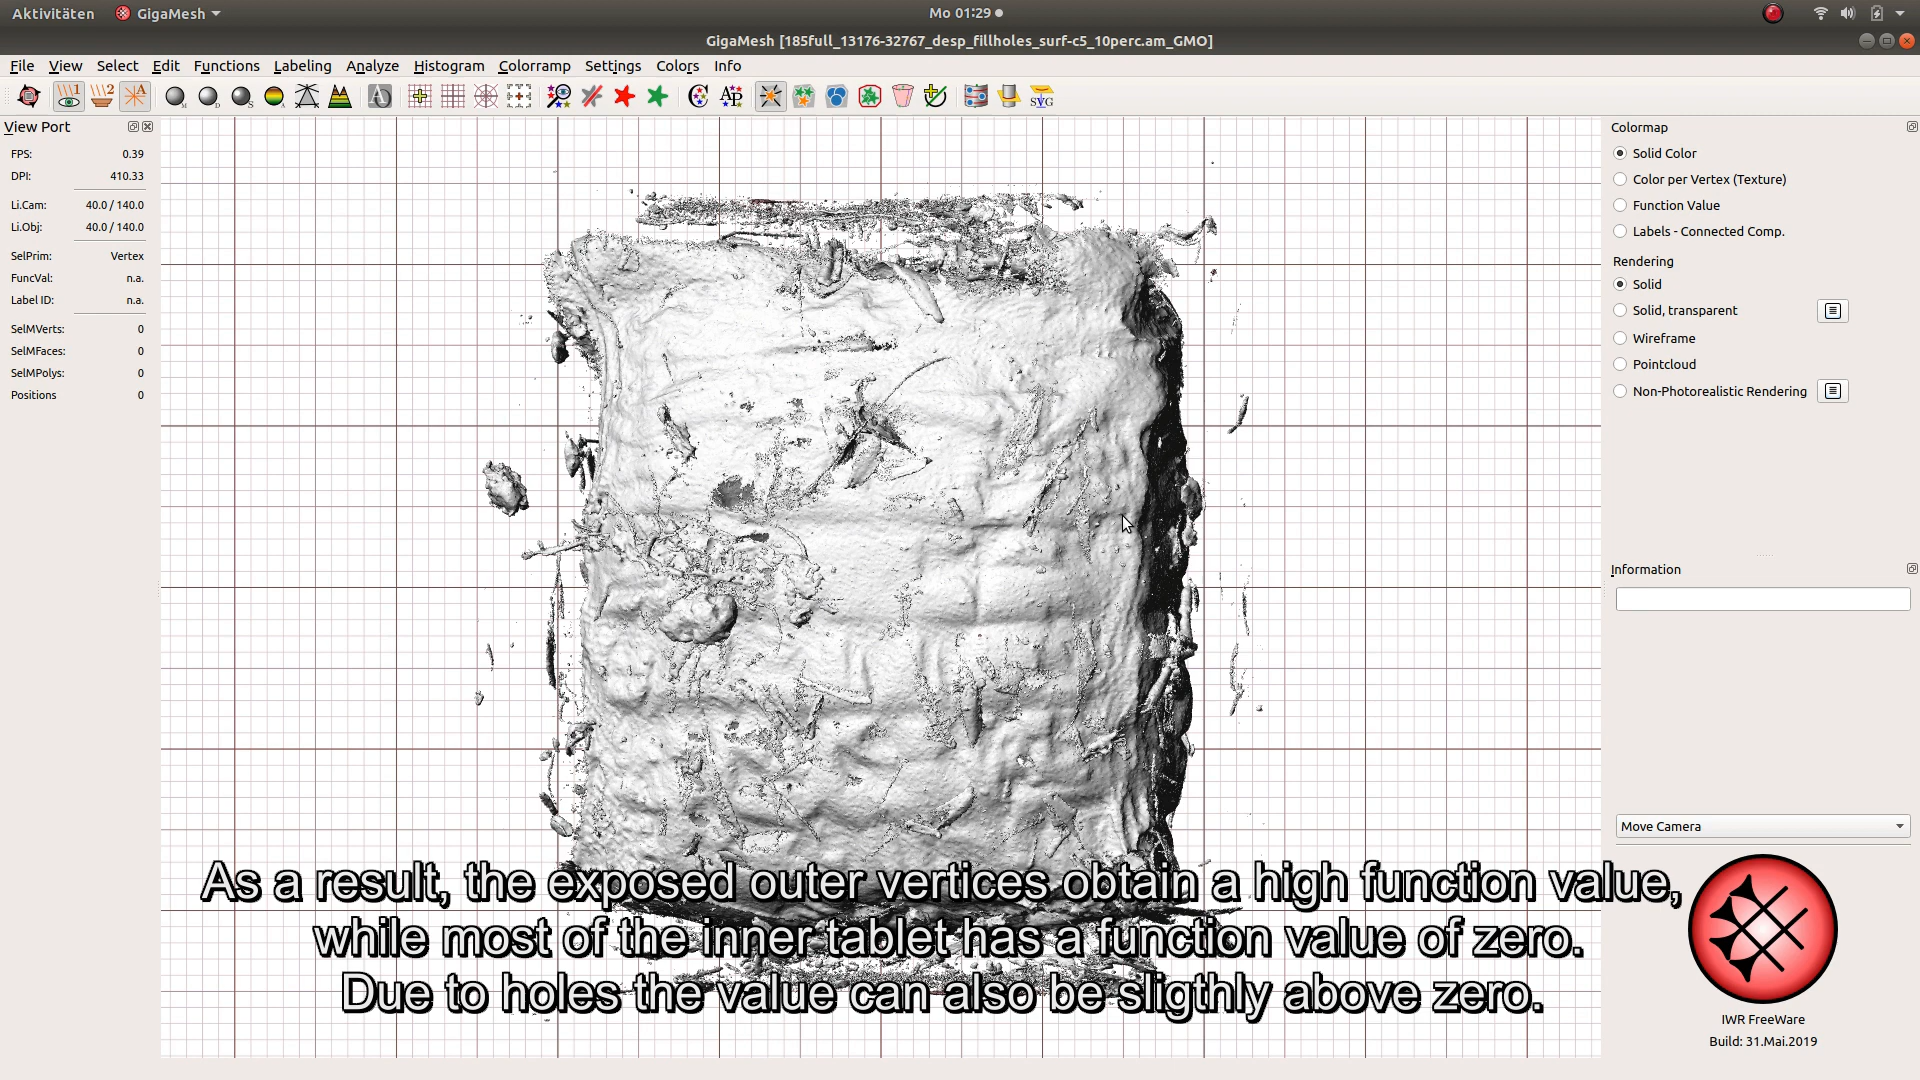 Aktivitäten GigaMesh Mo 01:29
GigaMesh [185full_13176-32767_desp_fillholes_surf-c5_10perc.am_GMO]
File View Select Edit Functions Labeling Analyze Histogram Colorramp Settings Colors Info
View Port
FPS: 0.39
DPI: 410.33
Li.Cam: 40.0 / 140.0
Li.Obj: 40.0 / 140.0
SelPrim: Vertex
FuncVal: n.a.
Label ID: n.a.
SelMVerts: 0
SelMFaces: 0
SelMPolys: 0
Positions 0
Colormap
Solid Color
Color per Vertex (Texture)
Function Value
Labels - Connected Comp.
Rendering
Solid
Solid, transparent
Wireframe
Pointcloud
Non-Photorealistic Rendering
Information
Move Camera
As a result, the exposed outer vertices obtain a high function value,
while most of the inner tablet has a function value of zero.
Due to holes the value can also be sligthly above zero.
IWR FreeWare
Build: 31.Mai.2019